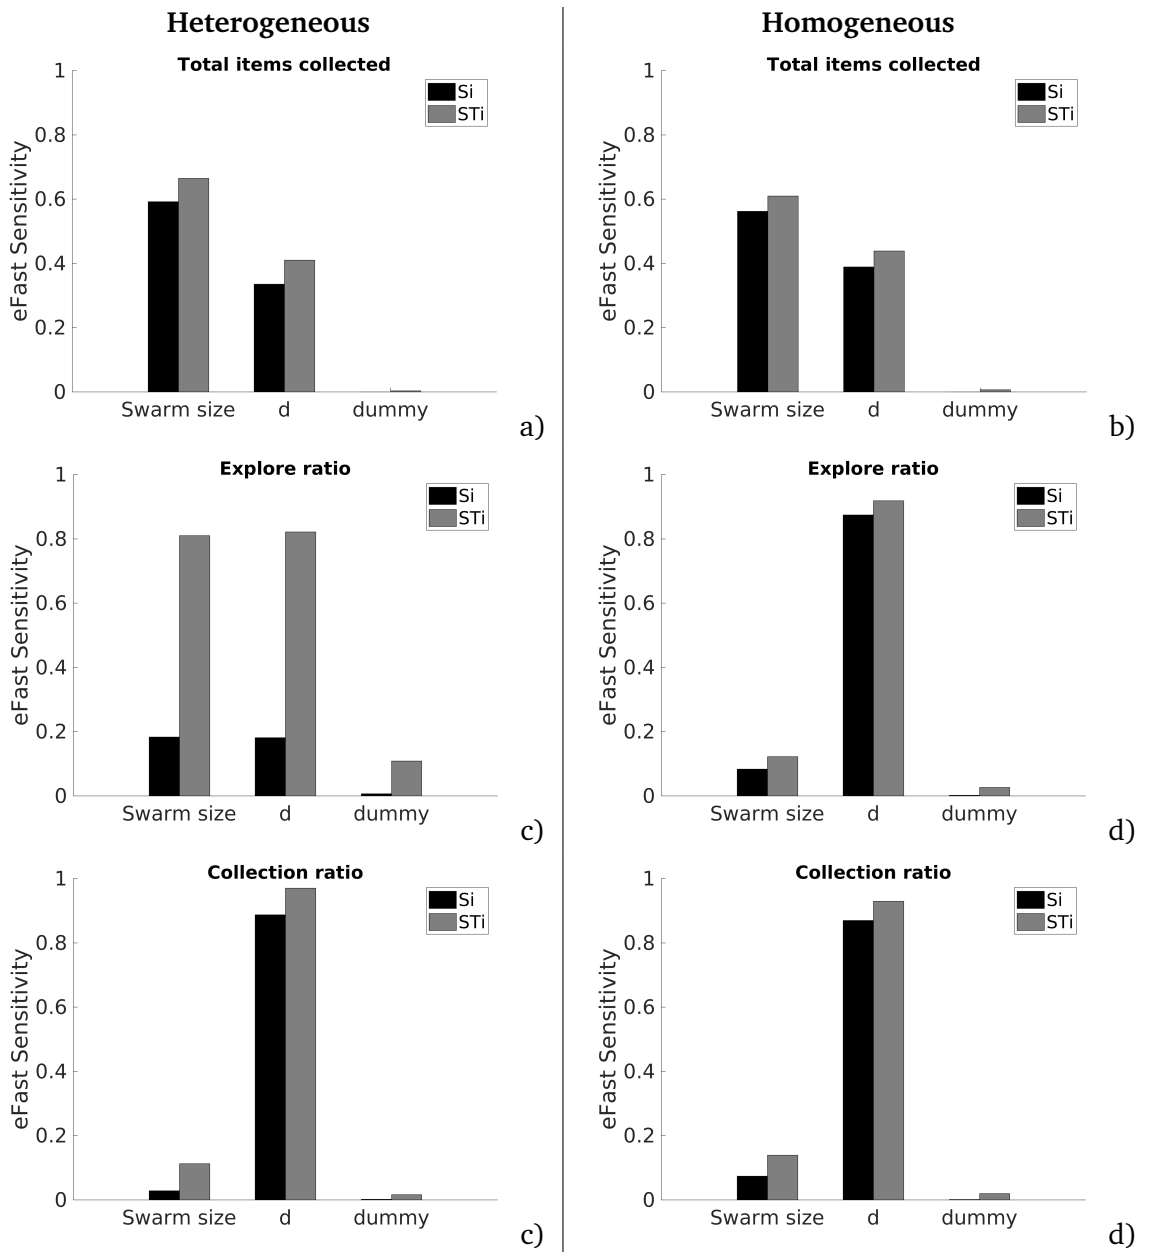 Heterogeneous
Homogeneous
Total items collected
Si
STi
eFast Sensitivity
1
0.8
0.6
0.4
0.2
0
Swarm size d dummy
a)
Total items collected
Si
STi
eFast Sensitivity
1
0.8
0.6
0.4
0.2
0
Swarm size d dummy
b)
Explore ratio
Si
STi
eFast Sensitivity
1
0.8
0.6
0.4
0.2
0
Swarm size d dummy
c)
Explore ratio
Si
STi
eFast Sensitivity
1
0.8
0.6
0.4
0.2
0
Swarm size d dummy
d)
Collection ratio
Si
STi
eFast Sensitivity
1
0.8
0.6
0.4
0.2
0
Swarm size d dummy
c)
Collection ratio
Si
STi
eFast Sensitivity
1
0.8
0.6
0.4
0.2
0
Swarm size d dummy
d)